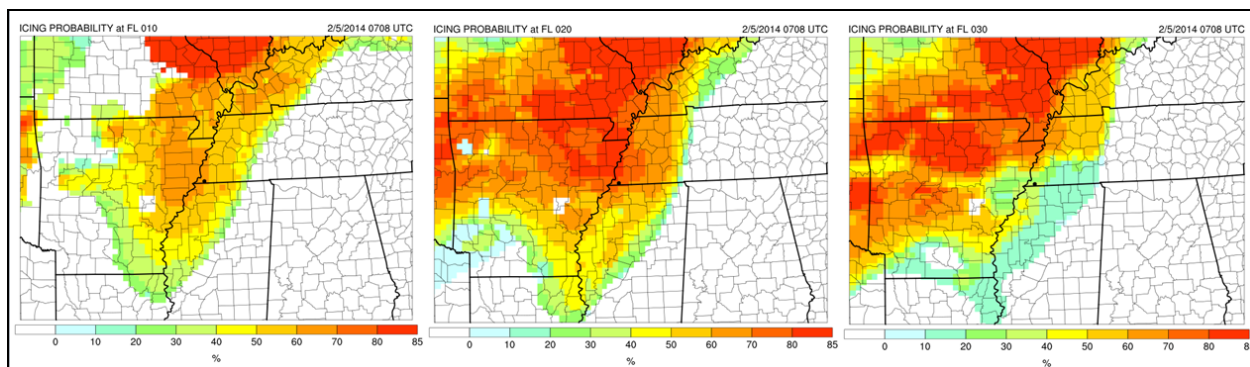 ICING PROBABILITY at FL 010 2/5/2014 0708 UTC
0 10 20 30 40 50 60 70 80 85
%
ICING PROBABILITY at FL 020 2/5/2014 0708 UTC
0 10 20 30 40 50 60 70 80 85
%
ICING PROBABILITY at FL 030 2/5/2014 0708 UTC
0 10 20 30 40 50 60 70 80 8
%